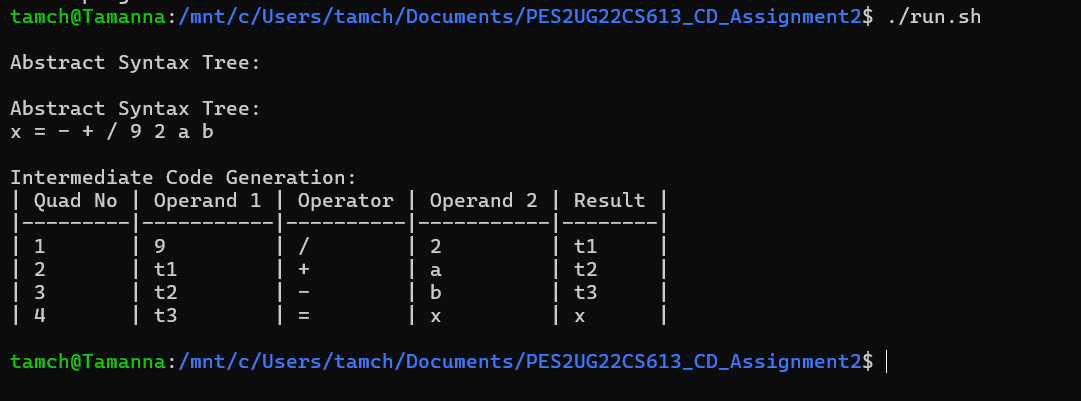 tamch@Tamanna:/mnt/c/Users/tamch/Documents/PES2UG22CS613_CD_Assignment2$ ./run.sh
Abstract Syntax Tree:
Abstract Syntax Tree:
x = - + / 9 2 a b
Intermediate Code Generation:
| Quad No | Operand 1 | Operator | Operand 2 | Result |
|---------|-----------|----------|-----------|--------|
| 1       | 9         | /        | 2         | t1     |
| 2       | t1        | +        | a         | t2     |
| 3       | t2        | -        | b         | t3     |
| 4       | t3        | =        | x         | x      |
tamch@Tamanna:/mnt/c/Users/tamch/Documents/PES2UG22CS613_CD_Assignment2$